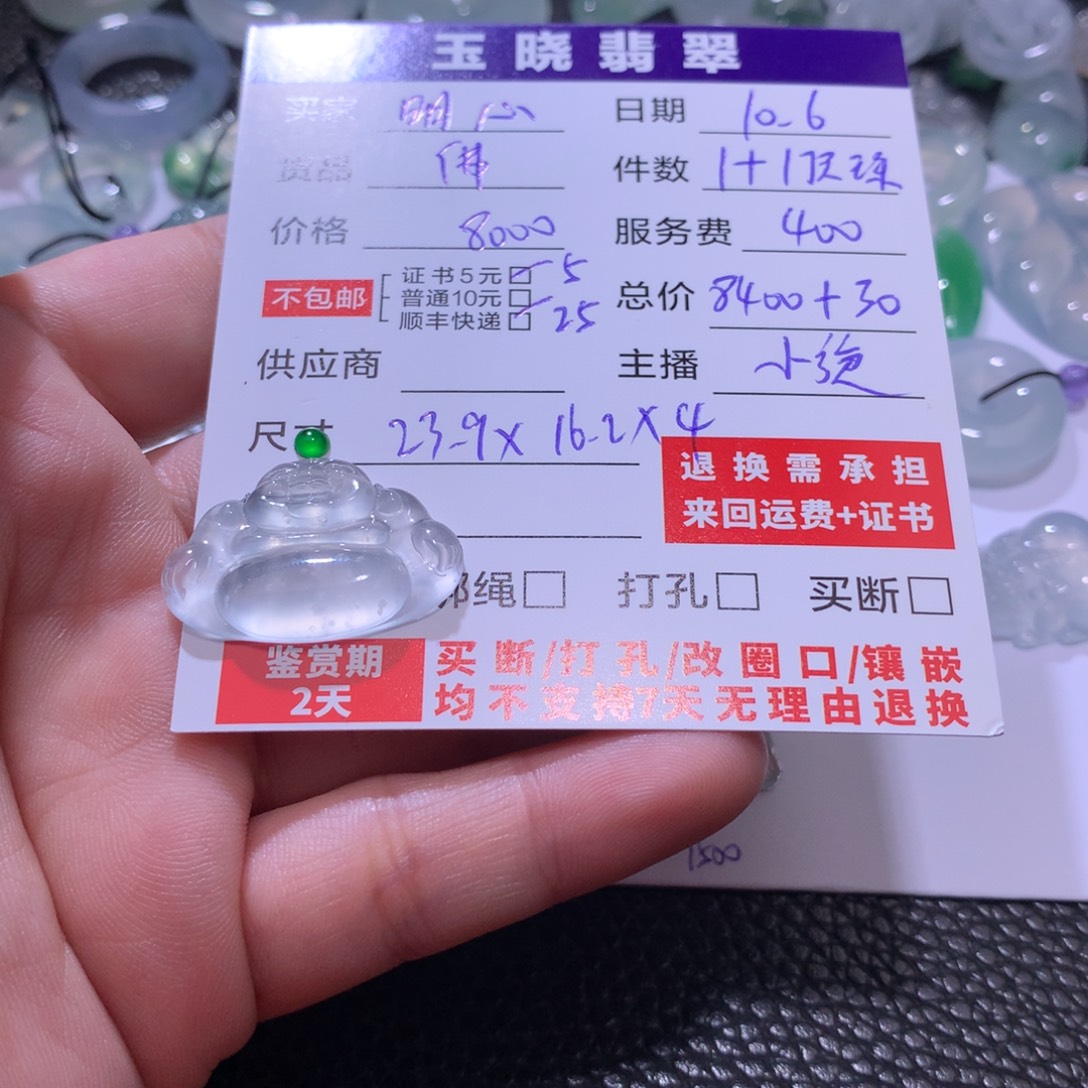 玉晓翡翠
买家 明心 日期 10-6
货品 佛 件数 1+1顶珠
价格 8000 服务费 400
不包邮 证书5元 5
普通10元
顺丰快递 25
总价 8400+30
供应商 主播
尺寸 23.9x 16.2x4
退换需承担
来回运费+证书
绑绳 打孔 买断
鉴赏期
2天
买断/打孔/改圈口/镶嵌
均不支持7天无理由退换
1500